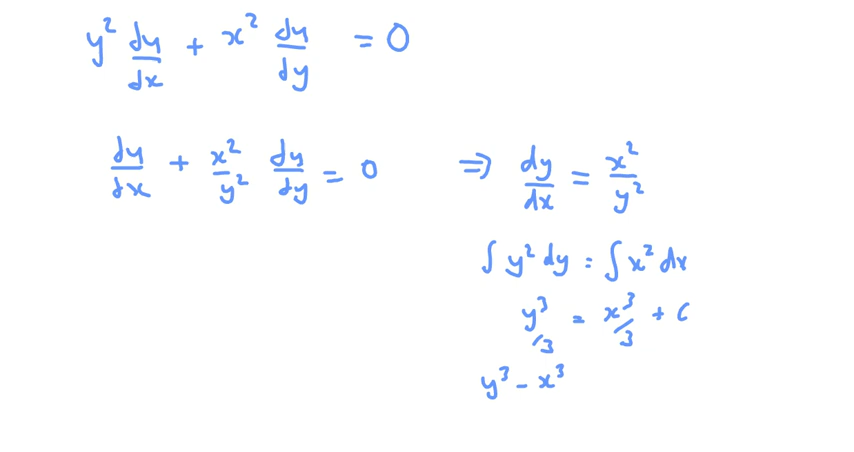 y² dy/dx + x² dy/dy = 0
dy/dx + x²/y² dy/dy = 0 ⇒ dy/dx = x²/y²
∫ y² dy = ∫ x² dx
y³/3 = x³/3 + C
y³ - x³